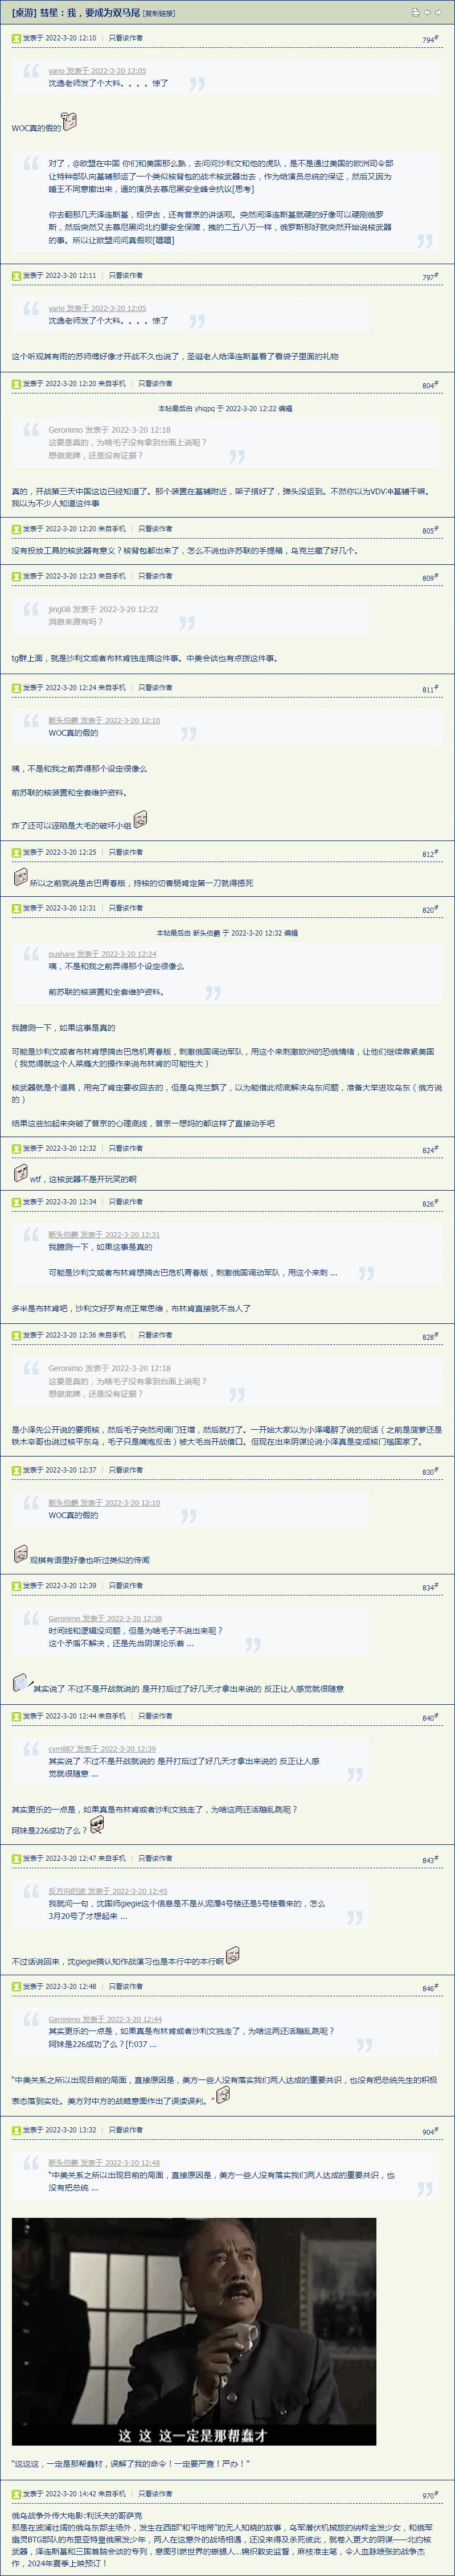 [桌游] 彗星：我，要成为双马尾 [复制链接]
发表于 2022-3-20 12:10 | 只看该作者 794#
vario 发表于 2022-3-20 12:05
沈逸老师发了个大料。。。。惊了
WOC真的假的
对了，@欧盟在中国 你们和美国那么熟，去问问沙利文和他的虎队，是不是通过美国的欧洲司令部
让特种部队向基辅那运了一个类似核背包的战术核武器出去，作为给演员总统的保证，然后又因为
睡王不同意撤出来，逼的演员去慕尼黑安全峰会抗议[思考]
你去翻那几天泽连斯基，绍伊古，还有普京的讲话呗。突然间泽连斯基就硬的好像可以硬刚俄罗
斯，然后突然又去慕尼黑问北约要安全保障，拽的二五八万一样，俄罗斯那好就突然开始说核武器
的事。所以让欧盟问问真假呗[嘻嘻]
发表于 2022-3-20 12:11 | 只看该作者 797#
vario 发表于 2022-3-20 12:05
沈逸老师发了个大料。。。。惊了
这个听观其有雨的苏师傅好像才开战不久也说了，圣诞老人给泽连斯基看了看袋子里面的礼物
发表于 2022-3-20 12:20 来自手机 | 只看该作者 804#
本帖最后由 yhiqpq 于 2022-3-20 12:22 编辑
Geronimo 发表于 2022-3-20 12:18
这要是真的，为啥毛子没有拿到台面上说呢？
想做底牌，还是没有证据？
真的，开战第三天中国这边已经知道了。那个装置在基辅附近，架子搭好了，弹头没运到。不然你以为VDV冲基辅干嘛。
我以为不少人知道这件事
发表于 2022-3-20 12:20 来自手机 | 只看该作者 805#
没有投放工具的核武器有意义？核背包都出来了，怎么不说也许苏联的手提箱，乌克兰藏了好几个。
发表于 2022-3-20 12:23 来自手机 | 只看该作者 809#
jing08 发表于 2022-3-20 12:22
消息来源有吗？
tg群上面，就是沙利文或者布林肯独走搞这件事。中美会谈也有点拨这件事。
发表于 2022-3-20 12:24 来自手机 | 只看该作者 811#
断头伯爵 发表于 2022-3-20 12:10
WOC真的假的
咦，不是和我之前弄得那个设定很像么
前苏联的核装置和全套维护资料。
炸了还可以诬陷是大毛的破坏小组
发表于 2022-3-20 12:25 | 只看该作者 812#
所以之前就说是古巴青春版，持核的切香肠肯定第一刀就得摁死
发表于 2022-3-20 12:31 | 只看该作者 820#
本帖最后由 断头伯爵 于 2022-3-20 12:32 编辑
pushare 发表于 2022-3-20 12:24
咦，不是和我之前弄得那个设定很像么
前苏联的核装置和全套维护资料。
我臆测一下，如果这事是真的
可能是沙利文或者布林肯想搞古巴危机青春版，刺激俄国调动军队，用这个来刺激欧洲的恐俄情绪，让他们继续靠紧美国
（我觉得就这个人菜瘾大的操作来说布林肯的可能性大）
核武器就是个道具，用完了肯定要收回去的，但是乌克兰飘了，以为能借此彻底解决乌东问题，准备大举进攻乌东（俄方说
的）
结果这些加起来突破了普京的心理底线，普京一想妈的都这样了直接动手吧
发表于 2022-3-20 12:32 | 只看该作者 824#
wtf，这核武器不是开玩笑的啊
发表于 2022-3-20 12:34 | 只看该作者 826#
断头伯爵 发表于 2022-3-20 12:31
我臆测一下，如果这事是真的
可能是沙利文或者布林肯想搞古巴危机青春版，刺激俄国调动军队，用这个来刺 ...
多半是布林肯吧，沙利文好歹有点正常思维，布林肯直接就不当人了
发表于 2022-3-20 12:36 来自手机 | 只看该作者 828#
Geronimo 发表于 2022-3-20 12:18
这要是真的，为啥毛子没有拿到台面上说呢？
想做底牌，还是没有证据？
是小泽先公开说的要拥核，然后毛子突然间调门狂增，然后就打了。一开始大家以为小泽喝醉了说的屁话（之前是菠萝还是
铁木辛哥也说过核平东乌，毛子只是嘴炮反击）被大毛当开战借口。但现在出来阴谋论说小泽真是变成核门槛国家了。
发表于 2022-3-20 12:37 | 只看该作者 830#
断头伯爵 发表于 2022-3-20 12:10
WOC真的假的
观棋有语里好像也听过类似的传闻
发表于 2022-3-20 12:39 | 只看该作者 834#
Geronimo 发表于 2022-3-20 12:38
时间线和逻辑没问题，但是为啥毛子不说出来呢？
这个矛盾不解决，还是先当阴谋论乐着 ...
其实说了 不过不是开战就说的 是开打后过了好几天才拿出来说的 反正让人感觉就很随意
发表于 2022-3-20 12:44 来自手机 | 只看该作者 840#
cym887 发表于 2022-3-20 12:39
其实说了 不过不是开战就说的 是开打后过了好几天才拿出来说的 反正让人感
觉就很随意 ...
其实更乐的一点是，如果真是布林肯或者沙利文独走了，为啥这两还活蹦乱跳呢？
阿妹是226成功了么？
发表于 2022-3-20 12:47 来自手机 | 只看该作者 843#
反方向的波 发表于 2022-3-20 12:45
我就问一句，沈国师giegie这个信息是不是从泥潭4号楼还是5号楼看来的，怎么
3月20号了才想起来 ...
不过话说回来，沈giegie搞认知作战演习也是本行中的本行啊
发表于 2022-3-20 12:48 | 只看该作者 846#
Geronimo 发表于 2022-3-20 12:44
其实更乐的一点是，如果真是布林肯或者沙利文独走了，为啥这两还活蹦乱跳呢？
阿妹是226成功了么？[f:037 ...
“中美关系之所以出现目前的局面，直接原因是，美方一些人没有落实我们两人达成的重要共识，也没有把总统先生的积极
表态落到实处。美方对中方的战略意图作出了误读误判。”
发表于 2022-3-20 13:32 | 只看该作者 904#
断头伯爵 发表于 2022-3-20 12:48
“中美关系之所以出现目前的局面，直接原因是，美方一些人没有落实我们两人达成的重要共识，也
没有把总统 ...
这 这 这一定是那帮蠢才
“这这这，一定是那帮蠢材，误解了我的命令！一定要严查！严办！”
发表于 2022-3-20 14:42 来自手机 | 只看该作者 970#
俄乌战争外传大电影:利沃夫的哥萨克
那是在波澜壮阔的俄乌东部主场外，发生在西部“和平地带”的无人知晓的故事，乌军潜伏机械旅的纳粹金发少女，和俄军
幽灵BTG部队的布里亚特皇俄黑发少年，两人在这意外的战场相遇，还没来得及杀死彼此，就卷入更大的阴谋——北约核
武器，泽连斯基和三国首脑会谈的专列，意图引燃世界的蜥蜴人...锦织敦史监督，麻枝准主笔，令人血脉喷张的战争杰
作，2024年夏季上映预订！